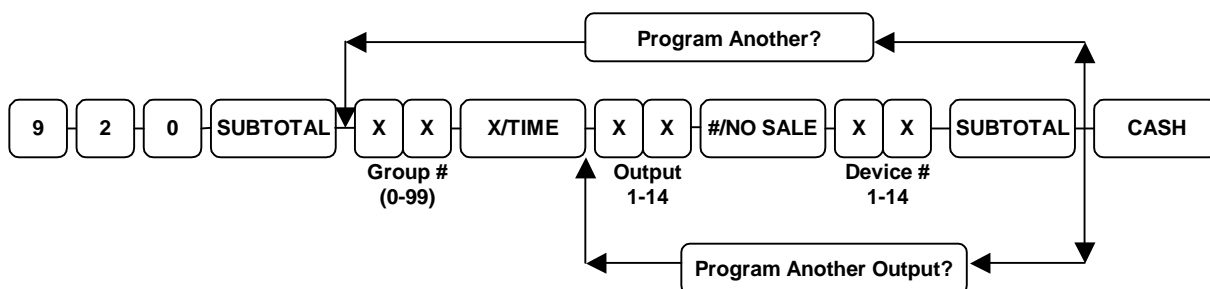 Program Another?
9 2 0 SUBTOTAL X X X/TIME X X #/NO SALE X X SUBTOTAL CASH
Group # Output Device #
(0-99) 1-14 1-14
Program Another Output?